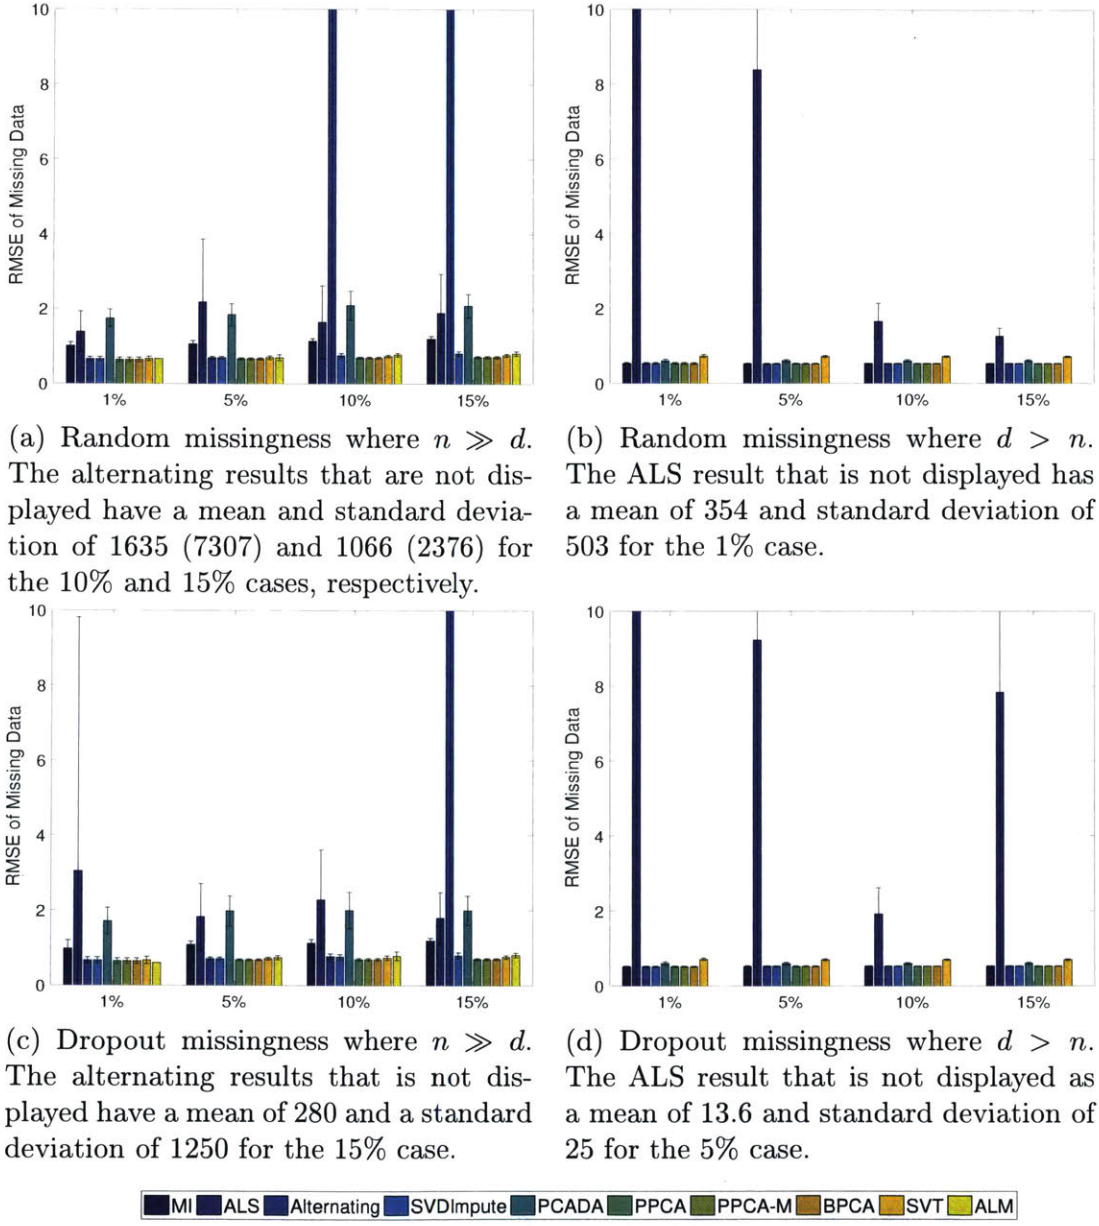 10
8
6
4
2
0
RMSE of Missing Data
1% 5% 10% 15%
10
8
6
4
2
0
RMSE of Missing Data
1% 5% 10% 15%
(a) Random missingness where n ≫ d.
The alternating results that are not dis-
played have a mean and standard devia-
tion of 1635 (7307) and 1066 (2376) for
the 10% and 15% cases, respectively.
(b) Random missingness where d > n.
The ALS result that is not displayed has
a mean of 354 and standard deviation of
503 for the 1% case.
10
8
6
4
2
0
RMSE of Missing Data
1% 5% 10% 15%
10
8
6
4
2
0
RMSE of Missing Data
1% 5% 10% 15%
(c) Dropout missingness where n ≫ d.
The alternating results that is not dis-
played have a mean of 280 and a standard
deviation of 1250 for the 15% case.
(d) Dropout missingness where d > n.
The ALS result that is not displayed as
a mean of 13.6 and standard deviation of
25 for the 5% case.
MI ALS Alternating SVDImpute PCADA PPCA PPCA-M BPCA SVT ALM